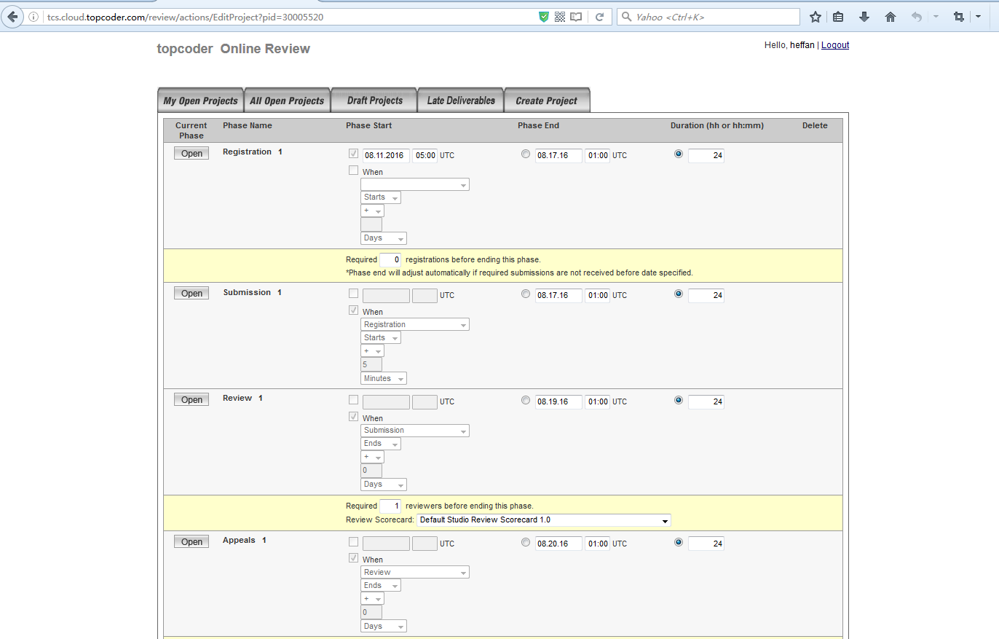 tcs.cloud.topcoder.com/review/actions/EditProject?pid=30005520
Yahoo <Ctrl+K>
topcoder Online Review
Hello, heffan | Logout
My Open Projects All Open Projects Draft Projects Late Deliverables Create Project
Current Phase Phase Name Phase Start Phase End Duration (hh or hh:mm) Delete
Open Registration 1 08.11.2016 05:00 UTC 08.17.16 01:00 UTC 24
When
Starts
+
Days
Required 0 registrations before ending this phase.
*Phase end will adjust automatically if required submissions are not received before date specified.
Open Submission 1 UTC 08.17.16 01:00 UTC 24
When
Registration
Starts
+
5
Minutes
Open Review 1 UTC 08.19.16 01:00 UTC 24
When
Submission
Ends
+
0
Days
Required 1 reviewers before ending this phase.
Review Scorecard: Default Studio Review Scorecard 1.0
Open Appeals 1 UTC 08.20.16 01:00 UTC 24
When
Review
Ends
+
0
Days